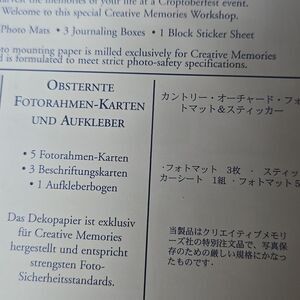 the memories of your life at a Croptoberfest event.
Welcome to this special Creative Memories Workshop.
Photo Mats • 3 Journaling Boxes • 1 Block Sticker Sheet
mounting paper is milled exclusively for Creative Memories
is formulated to meet strict photo-safety specifications.
OBSTERNTE
FOTORAHMEN-KARTEN
UND AUFKLEBER
• 5 Fotorahmen-Karten
• 3 Beschriftungskarten
• 1 Aufkleberbogen
Das Dekopapier ist exklusiv
für Creative Memories
hergestellt und entspricht
strengsten Foto-
Sicherheitsstandards.
カントリー・オーチャード・フォ
トマット&スティッカー
・フォトマット 3枚 ・スティッ
カーシート 1組 ・フォトマット5
当製品はクリエイティブメモリ
ーズ社の特別注文品で、写真保
存のための厳しい規格にかなっ
たものです。